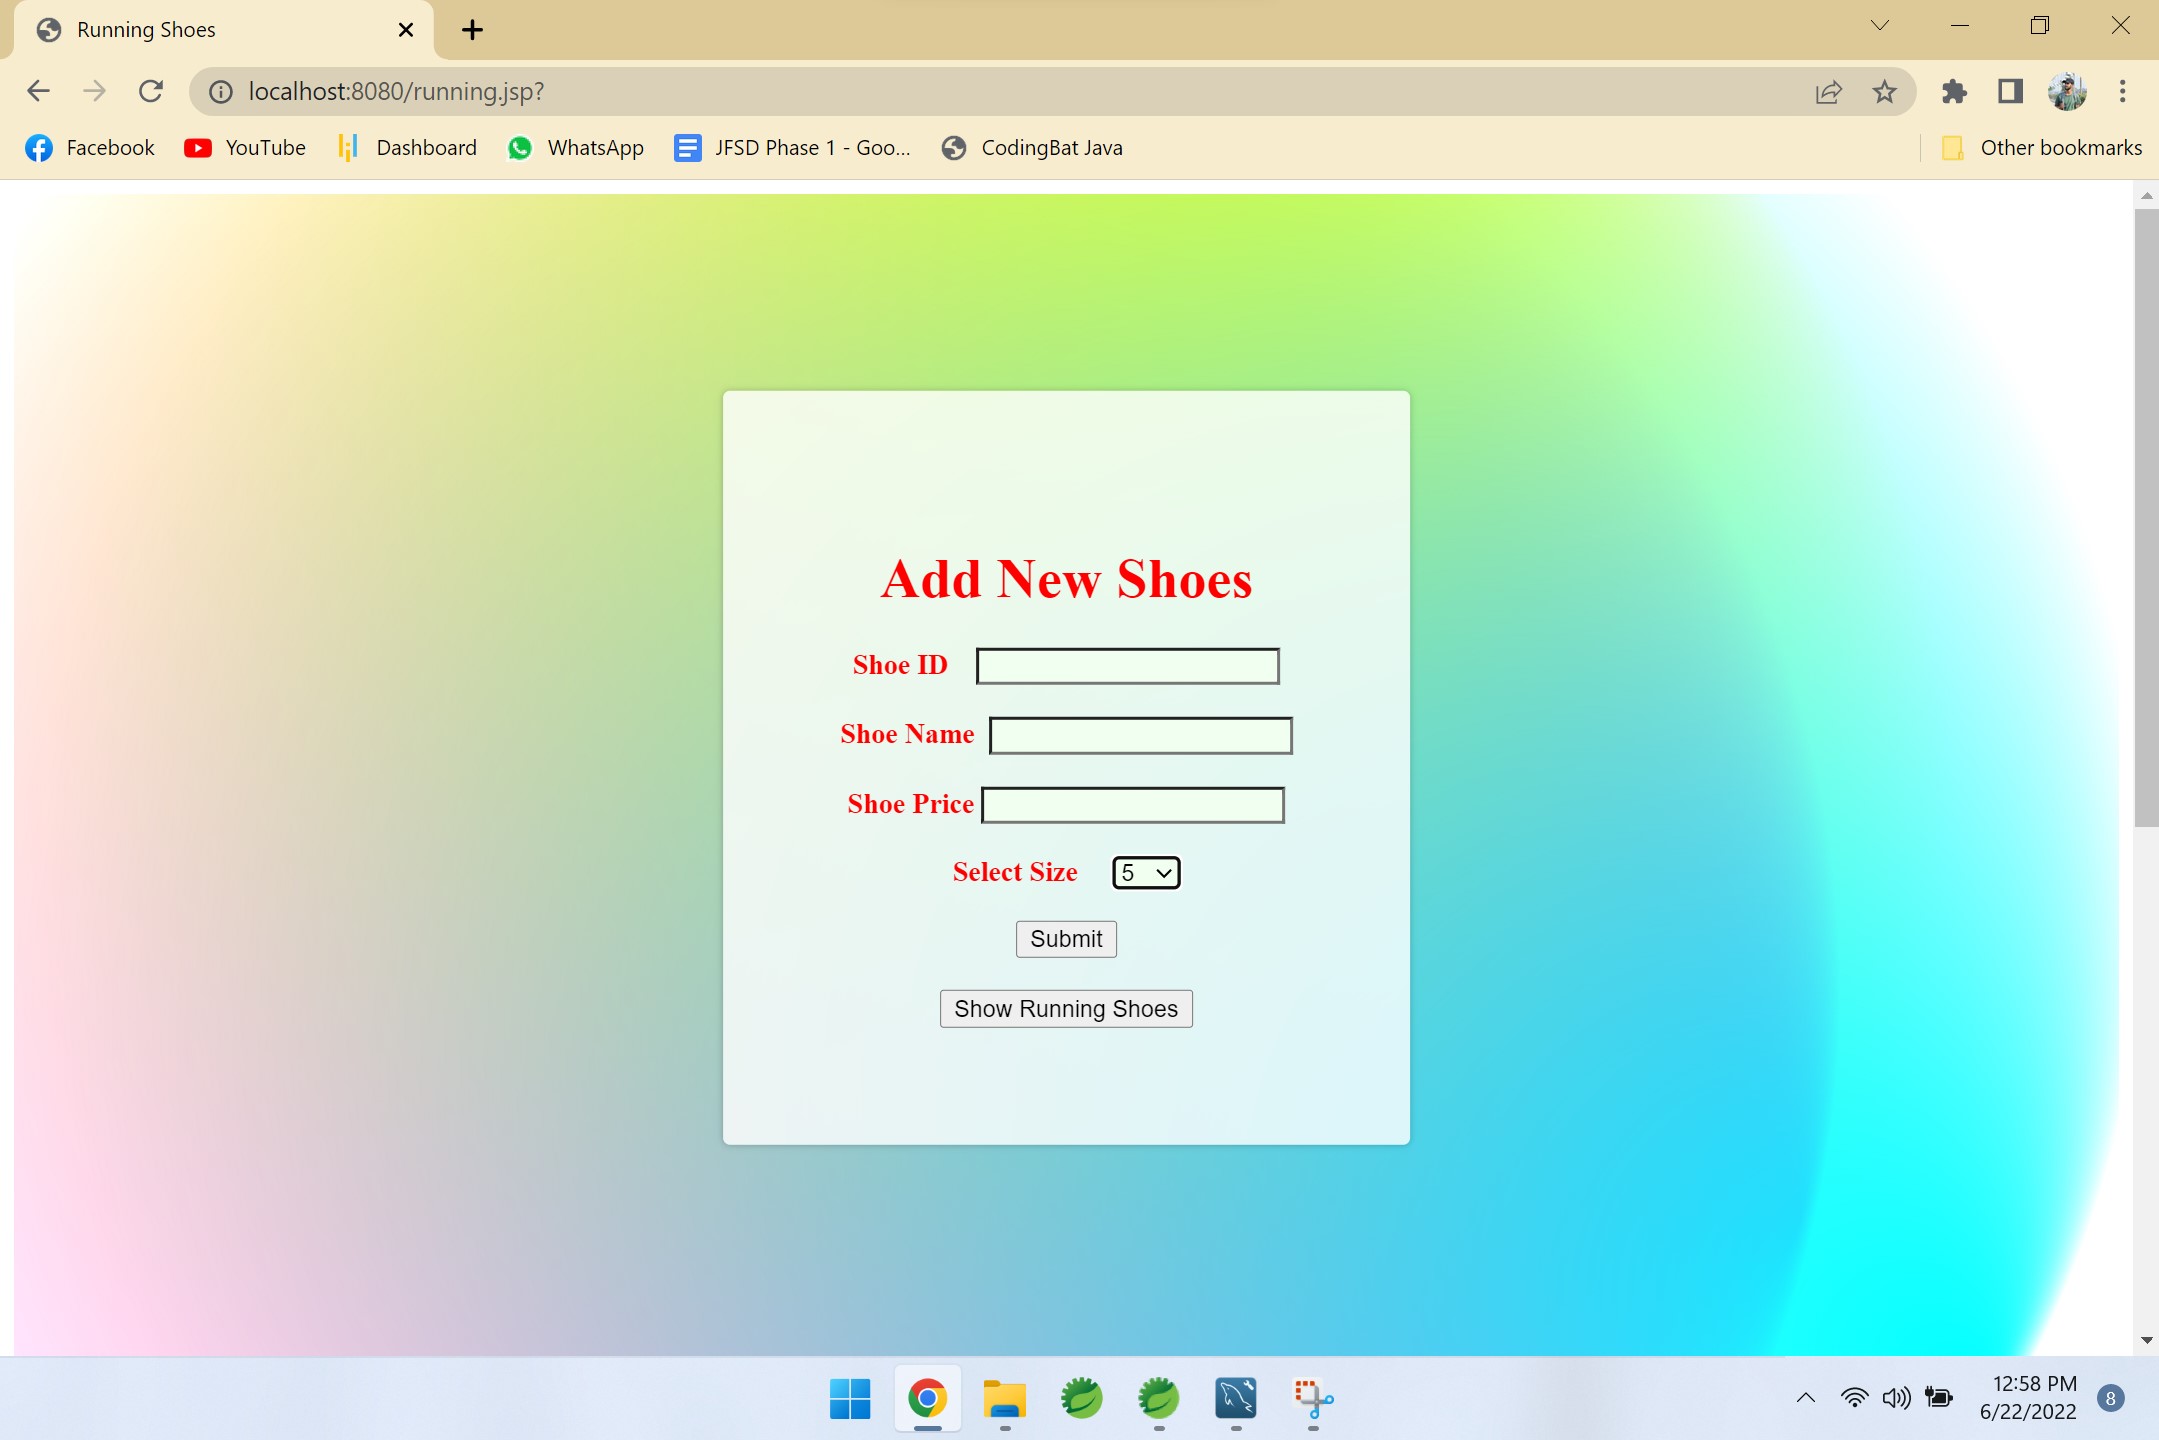 Running Shoes
localhost:8080/running.jsp?
Facebook YouTube Dashboard WhatsApp JFSD Phase 1 - Goo... CodingBat Java Other bookmarks
Add New Shoes
Shoe ID
Shoe Name
Shoe Price
Select Size 5
Submit
Show Running Shoes
12:58 PM
6/22/2022
8